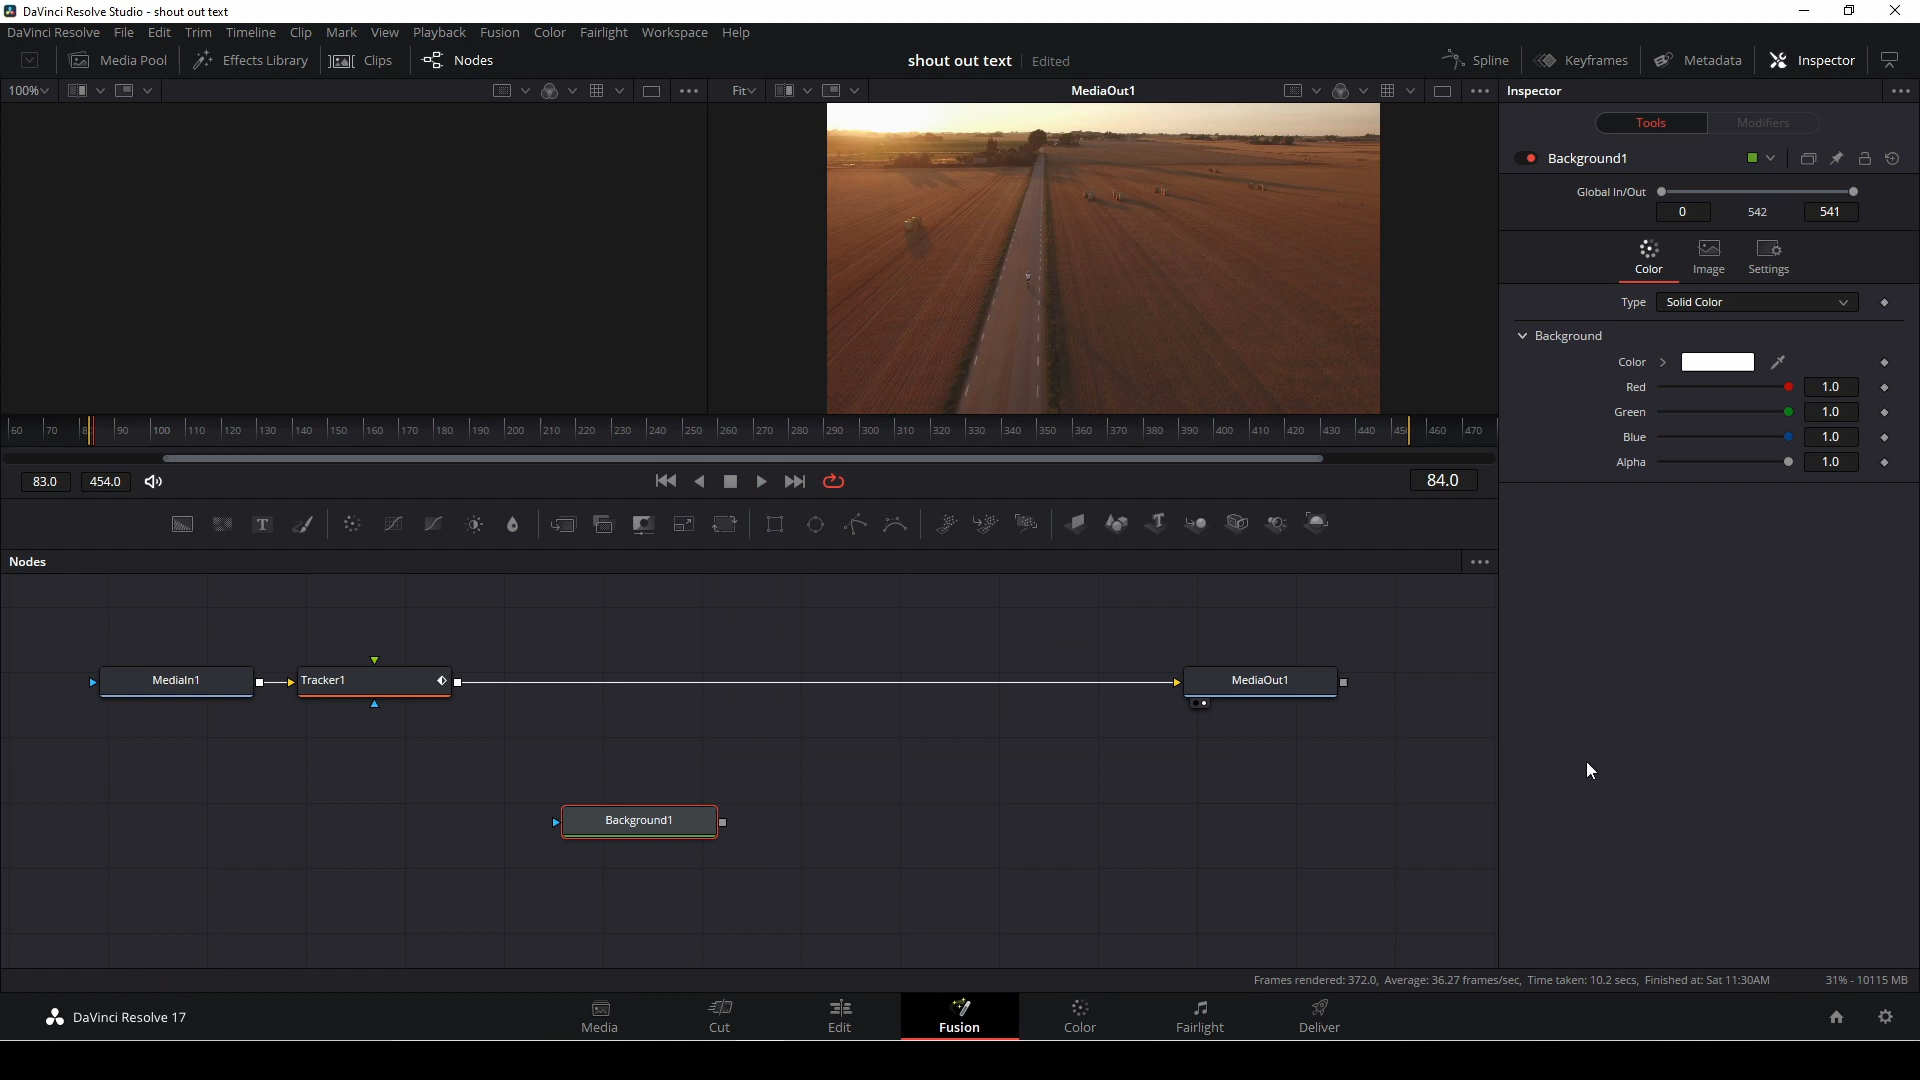 DaVinci Resolve Studio - shout out text
DaVinci Resolve File Edit Trim Timeline Clip Mark View Playback Fusion Color Fairlight Workspace Help
Media Pool Effects Library Clips Nodes shout out text Edited Spline Keyframes Metadata Inspector
100% Fit MediaOut1 Inspector
Tools Modifiers
Background1
Global In/Out
0 542 541
Color Image Settings
Type Solid Color
Background
Color
Red 1.0
Green 1.0
Blue 1.0
Alpha 1.0
60 70 90 100 110 120 130 140 150 160 170 180 190 200 210 220 230 240 250 260 270 280 290 300 310 320 330 340 350 360 370 380 390 400 410 420 430 440 460 470
83.0 454.0 84.0
Nodes
MediaIn1 Tracker1 MediaOut1
Background1
Frames rendered: 372.0, Average: 36.27 frames/sec, Time taken: 10.2 secs, Finished at: Sat 11:30AM 31% - 10115 MB
DaVinci Resolve 17 Media Cut Edit Fusion Color Fairlight Deliver